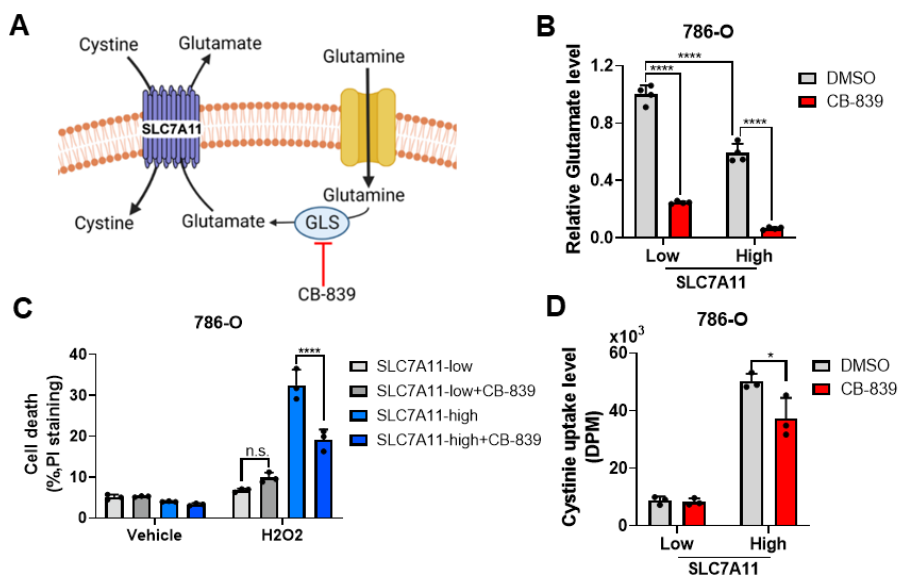 A
Cystine
Glutamate
Glutamine
SLC7A11
Cystine
Glutamate
GLS
Glutamine
CB-839
B
786-O
Relative Glutamate level
1.2
0.8
0.4
0.0
****
****
****
DMSO
CB-839
Low
High
SLC7A11
C
786-O
Cell death
(%,PI staining)
40
30
20
10
0
n.s.
****
SLC7A11-low
SLC7A11-low+CB-839
SLC7A11-high
SLC7A11-high+CB-839
Vehicle
H2O2
D
786-O
×10³
Cystinie uptake level
(DPM)
60
40
20
0
*
DMSO
CB-839
Low
High
SLC7A11